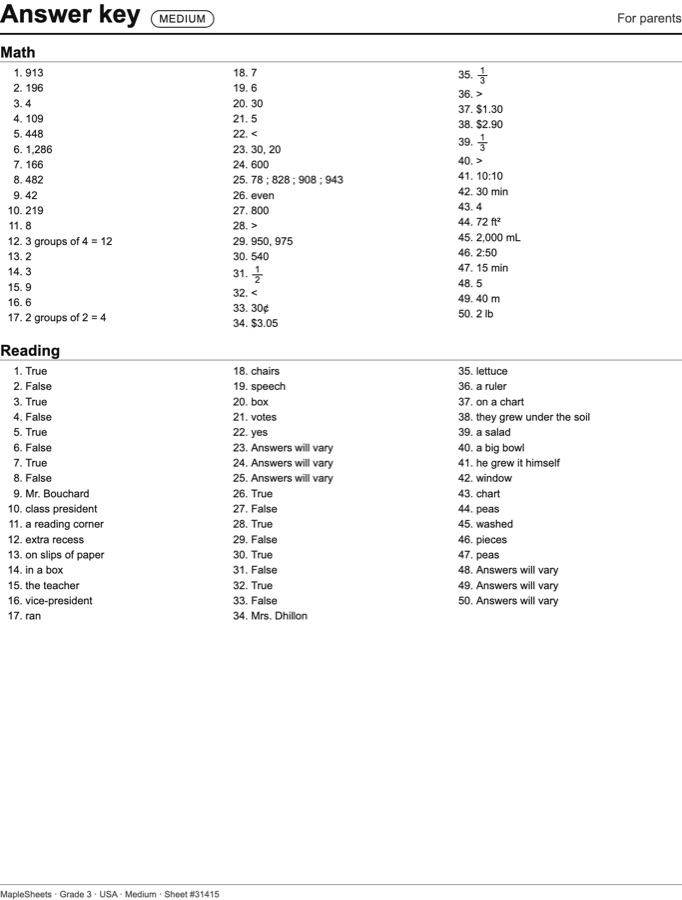 Answer key MEDIUM For parents
Math
1. 913
2. 196
3. 4
4. 109
5. 448
6. 1,286
7. 166
8. 482
9. 42
10. 219
11. 8
12. 3 groups of 4 = 12
13. 2
14. 3
15. 9
16. 6
17. 2 groups of 2 = 4
18. 7
19. 6
20. 30
21. 5
22. <
23. 30, 20
24. 600
25. 78 ; 828 ; 908 ; 943
26. even
27. 800
28. >
29. 950, 975
30. 540
31. 1/2
32. <
33. 30¢
34. $3.05
35. 1/3
36. >
37. $1.30
38. $2.90
39. 1/3
40. >
41. 10:10
42. 30 min
43. 4
44. 72 ft²
45. 2,000 mL
46. 2:50
47. 15 min
48. 5
49. 40 m
50. 2 lb
Reading
1. True
2. False
3. True
4. False
5. True
6. False
7. True
8. False
9. Mr. Bouchard
10. class president
11. a reading corner
12. extra recess
13. on slips of paper
14. in a box
15. the teacher
16. vice-president
17. ran
18. chairs
19. speech
20. box
21. votes
22. yes
23. Answers will vary
24. Answers will vary
25. Answers will vary
26. True
27. False
28. True
29. False
30. True
31. False
32. True
33. False
34. Mrs. Dhillon
35. lettuce
36. a ruler
37. on a chart
38. they grew under the soil
39. a salad
40. a big bowl
41. he grew it himself
42. window
43. chart
44. peas
45. washed
46. pieces
47. peas
48. Answers will vary
49. Answers will vary
50. Answers will vary
MapleSheets · Grade 3 · USA · Medium · Sheet #31415